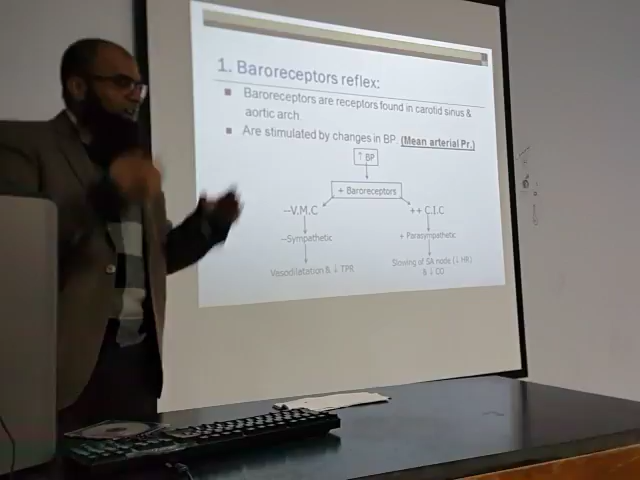 1. Baroreceptors reflex:
Baroreceptors are receptors found in carotid sinus &
aortic arch.
Are stimulated by changes in BP. (Mean arterial Pr.)
↑ BP
+ Baroreceptors
--V.M.C
++ C.I.C
--Sympathetic
+ Parasympathetic
Vasodilatation & ↓ TPR
Slowing of SA node (↓ HR)
& ↓ CO